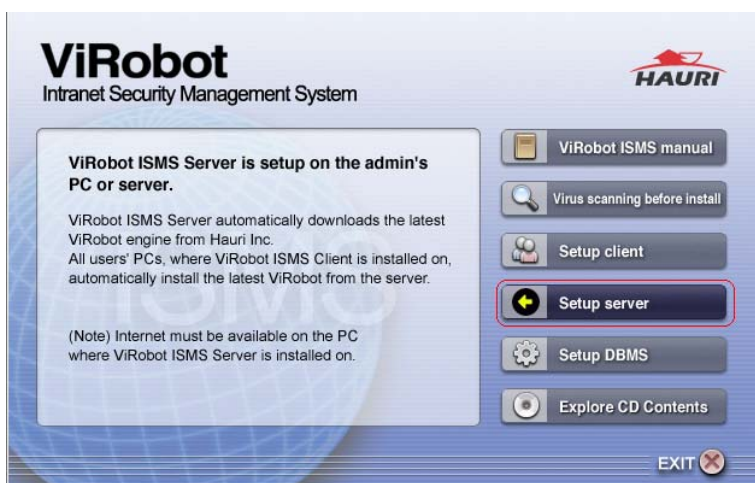 ViRobot
Intranet Security Management System
HAURI
ViRobot ISMS Server is setup on the admin's
PC or server.
ViRobot ISMS Server automatically downloads the latest
ViRobot engine from Hauri Inc.
All users' PCs, where ViRobot ISMS Client is installed on,
automatically install the latest ViRobot from the server.
(Note) Internet must be available on the PC
where ViRobot ISMS Server is installed on.
ISMS
ViRobot ISMS manual
Virus scanning before install
Setup client
Setup server
Setup DBMS
Explore CD Contents
EXIT